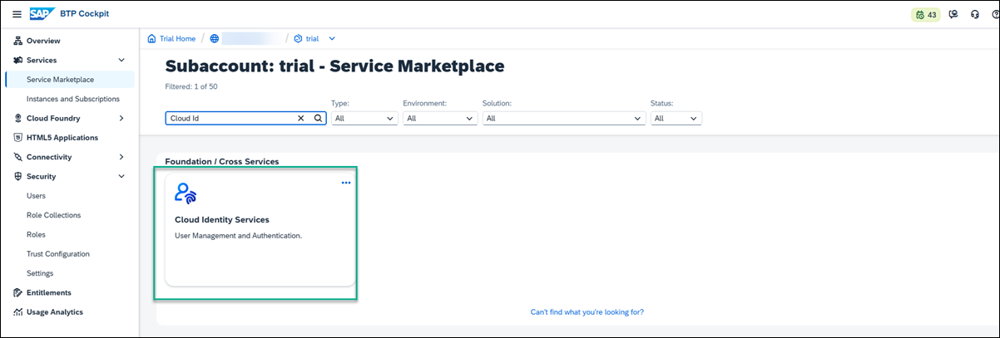 SAP BTP Cockpit 43
Overview
Services
Service Marketplace
Instances and Subscriptions
Cloud Foundry
HTML5 Applications
Connectivity
Security
Users
Role Collections
Roles
Trust Configuration
Settings
Entitlements
Usage Analytics
Trial Home / / trial
Subaccount: trial - Service Marketplace
Filtered: 1 of 50
Type: Environment: Solution: Status:
Cloud Id All All All All
Foundation / Cross Services
Cloud Identity Services
User Management and Authentication.
Can't find what you're looking for?